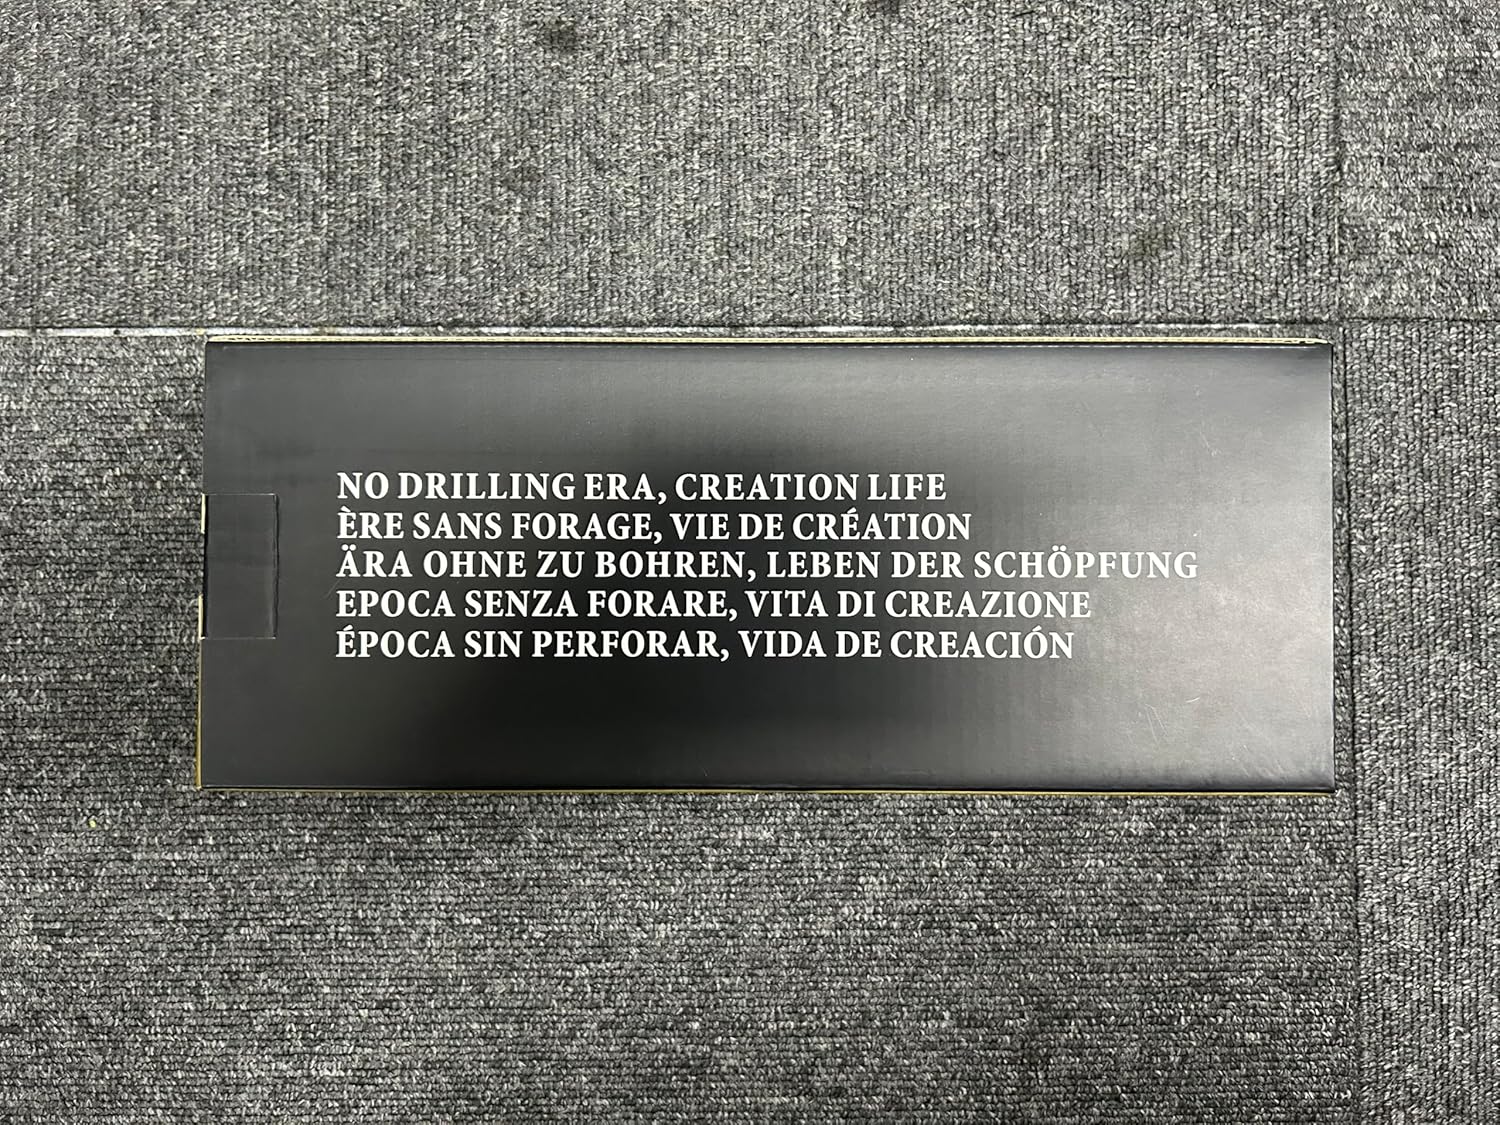 NO DRILLING ERA, CREATION LIFE
ÈRE SANS FORAGE, VIE DE CRÉATION
ÄRA OHNE ZU BOHREN, LEBEN DER SCHÖPFUNG
EPOCA SENZA FORARE, VITA DI CREAZIONE
ÉPOCA SIN PERFORAR, VIDA DE CREACIÓN